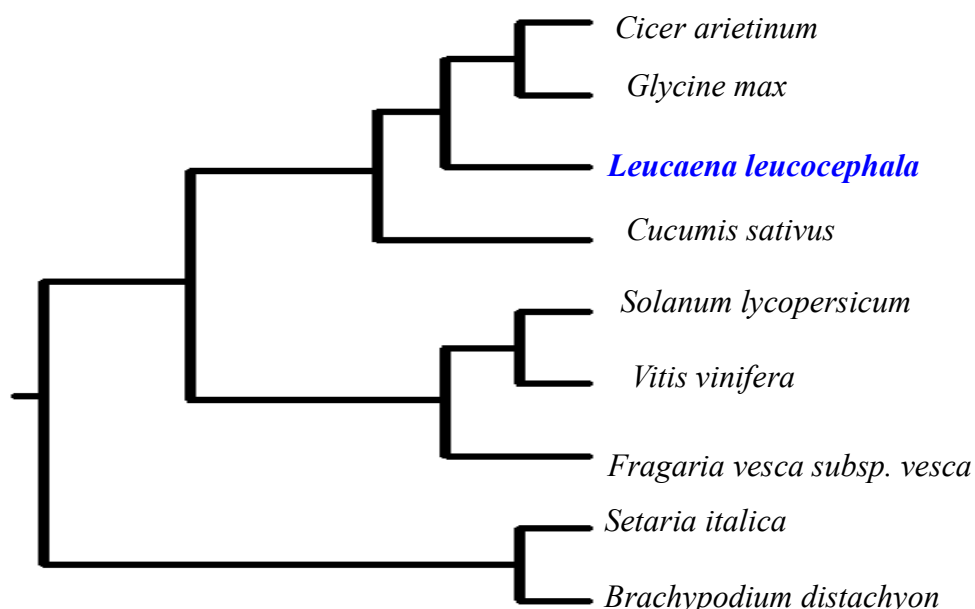 Cicer arietinum
Glycine max
Leucaena leucocephala
Cucumis sativus
Solanum lycopersicum
Vitis vinifera
Fragaria vesca subsp. vesca
Setaria italica
Brachypodium distachyon